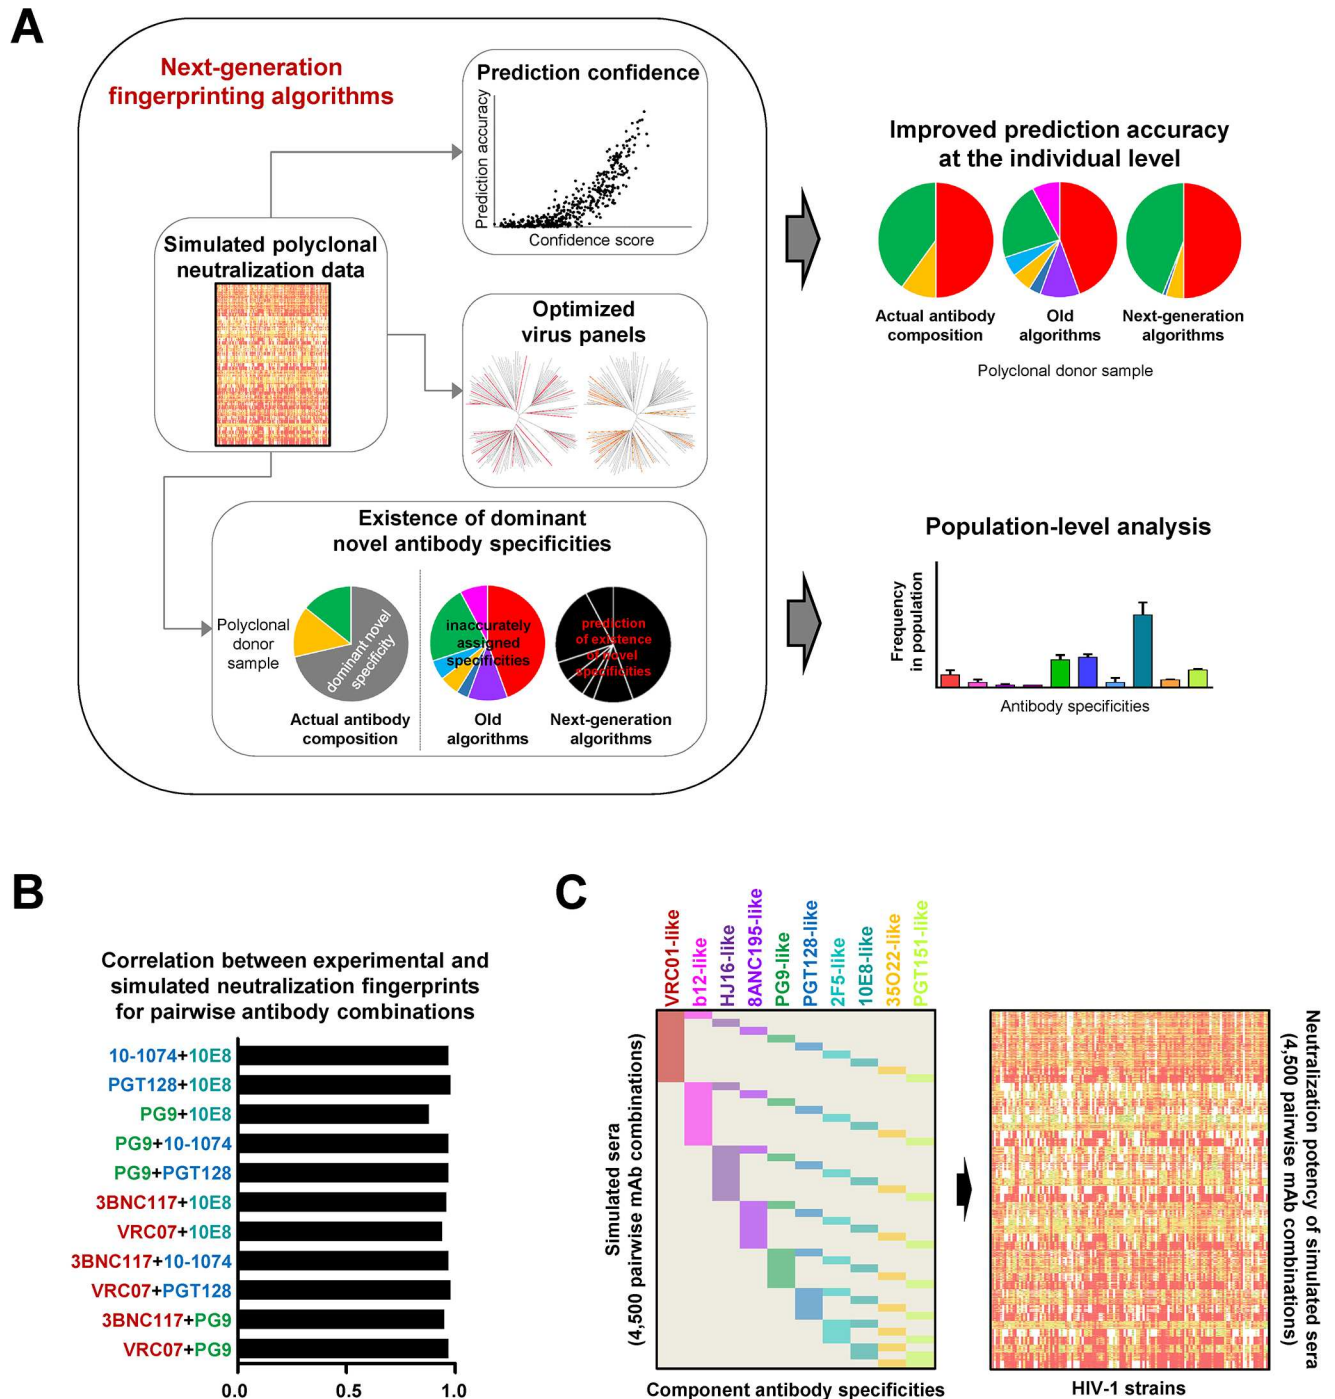 A
Next-generation
fingerprinting algorithms
Prediction confidence
Prediction accuracy
Confidence score
Simulated polyclonal
neutralization data
Optimized
virus panels
Existence of dominant
novel antibody specificities
Polyclonal
donor
sample
dominant novel
specificity
inaccurately
assigned
specificities
prediction
of existence
of novel
specificities
Actual antibody
composition
Old
algorithms
Next-generation
algorithms
Improved prediction accuracy
at the individual level
Actual antibody
composition
Old
algorithms
Next-generation
algorithms
Polyclonal donor sample
Population-level analysis
Frequency
in population
Antibody specificities
B
Correlation between experimental and
simulated neutralization fingerprints
for pairwise antibody combinations
10-1074+10E8
PGT128+10E8
PG9+10E8
PG9+10-1074
PG9+PGT128
3BNC117+10E8
VRC07+10E8
3BNC117+10-1074
VRC07+PGT128
3BNC117+PG9
VRC07+PG9
0.0 0.5 1.0
C
VRC01-like
b12-like
HJ16-like
8ANC195-like
PG9-like
PGT128-like
2F5-like
10E8-like
35O22-like
PGT151-like
Simulated sera
(4,500 pairwise mAb combinations)
Component antibody specificities
Neutralization potency of simulated sera
(4,500 pairwise mAb combinations)
HIV-1 strains